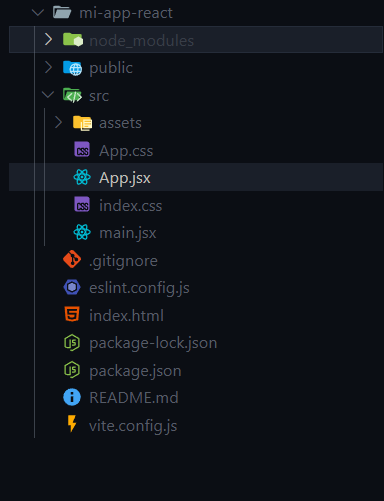 mi-app-react
node_modules
public
src
assets
App.css
App.jsx
index.css
main.jsx
.gitignore
eslint.config.js
index.html
package-lock.json
package.json
README.md
vite.config.js